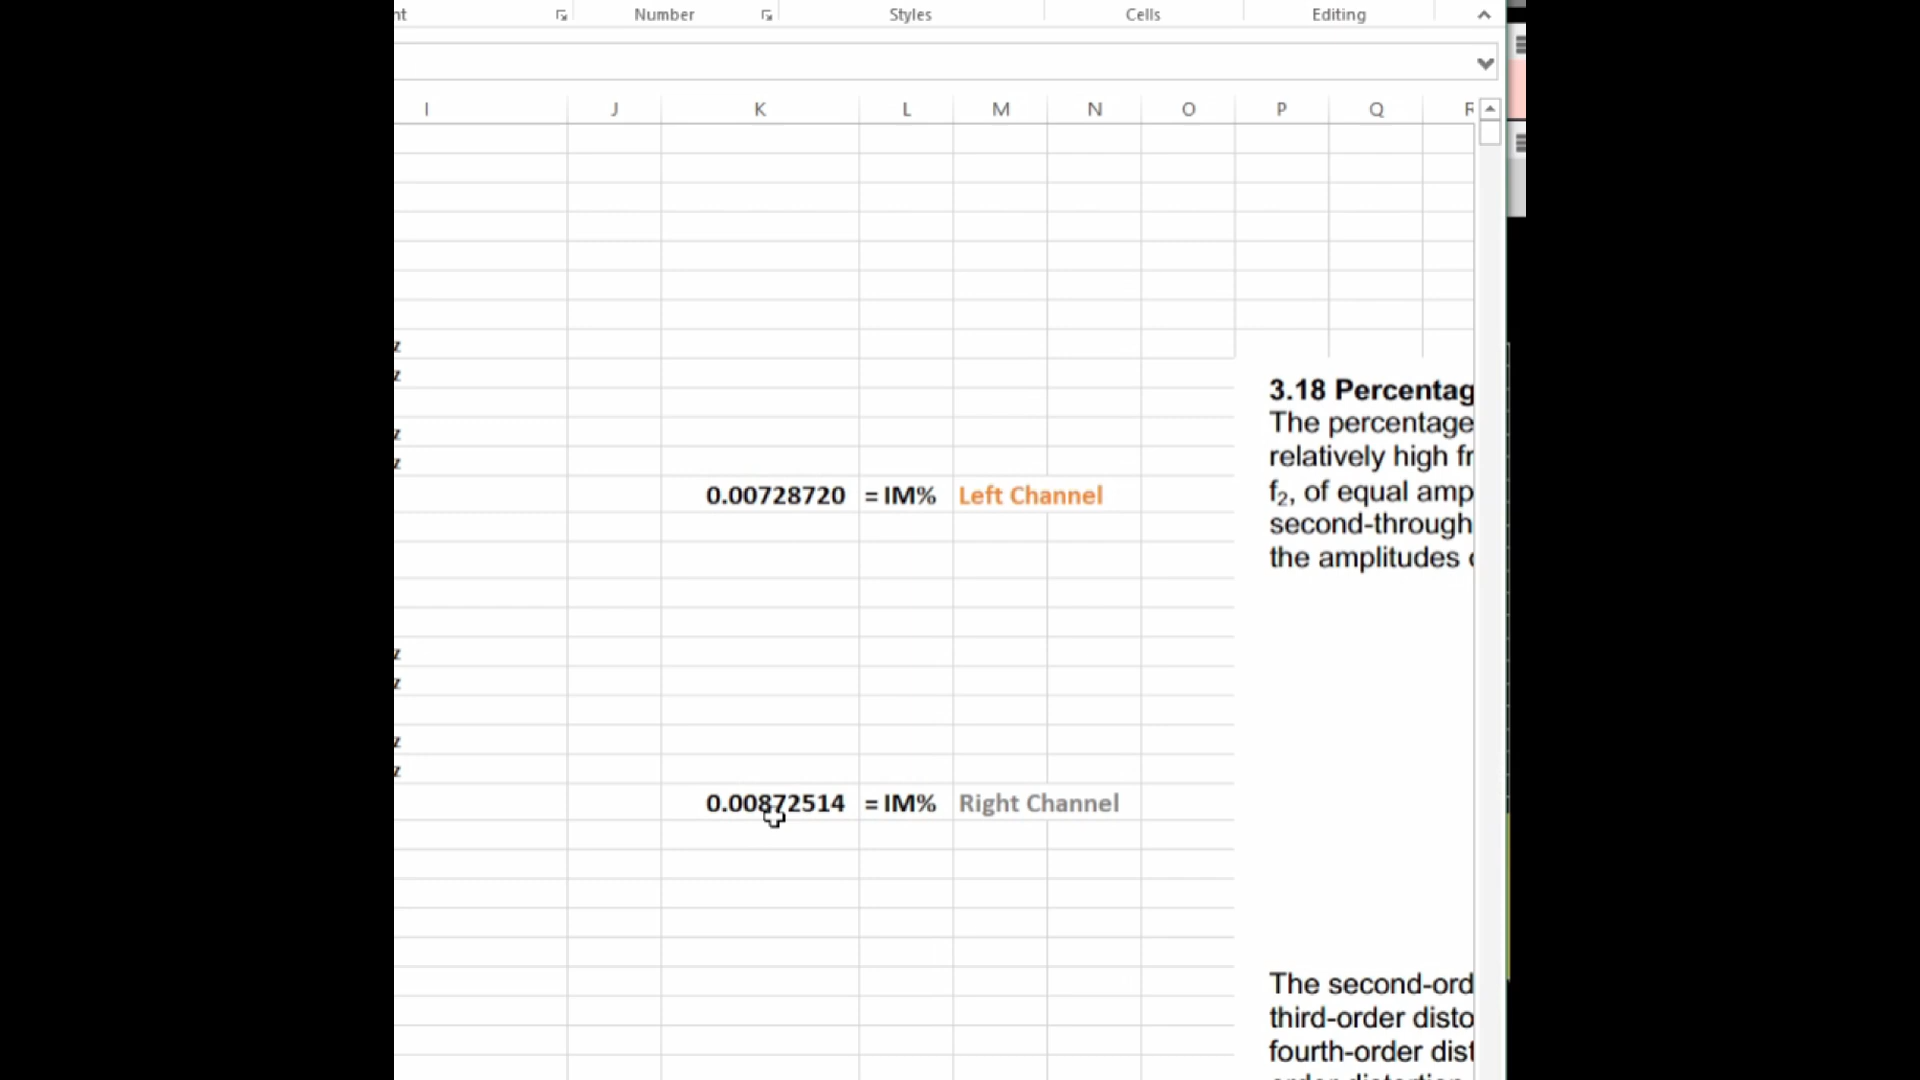 nt Number Styles Cells Editing
I J K L M N O P Q R
z
z
3.18 Percentag
The percentage
z
relatively high fr
z
0.00728720 = IM% Left Channel
f₂, of equal amp
second-through
the amplitudes
z
z
z
z
0.00872514 = IM% Right Channel
The second-ord
third-order disto
fourth-order dist
order distortion